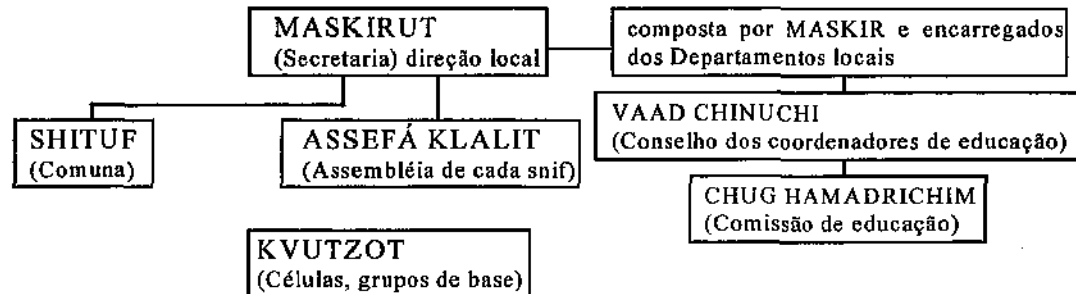 MASKIRUT
(Secretaria) direção local
composta por MASKIR e encarregados
dos Departamentos locais
SHITUF
(Comuna)
ASSEFÁ KLALIT
(Assembléia de cada snif)
VAAD CHINUCHI
(Conselho dos coordenadores de educação)
CHUG HAMADRICHIM
(Comissão de educação)
KVUTZOT
(Células, grupos de base)